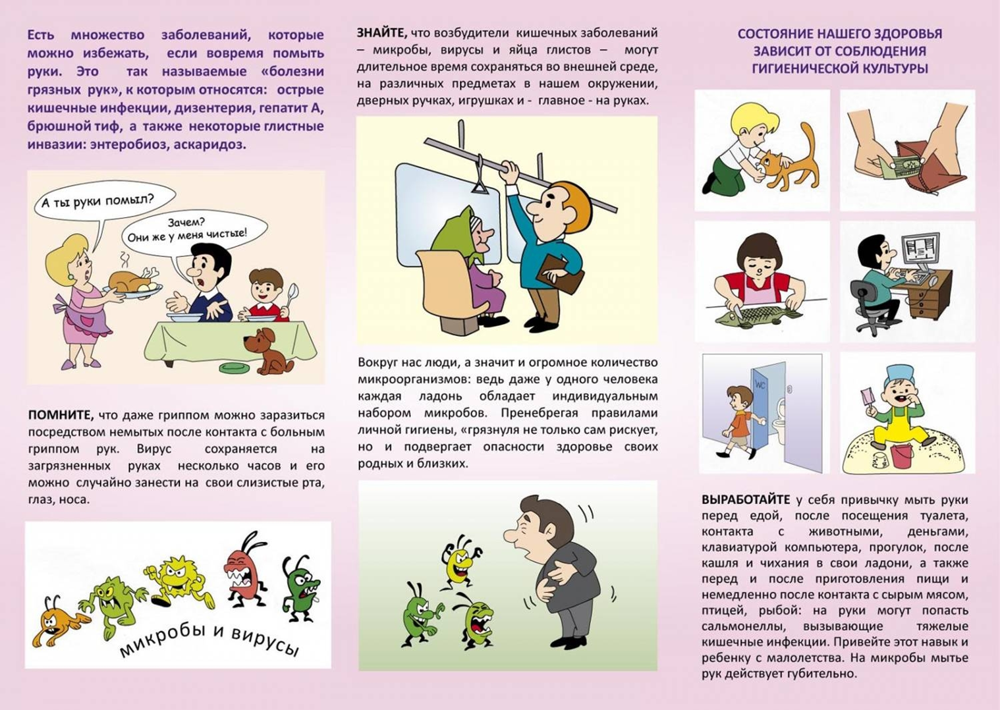 Есть множество заболеваний, которые
можно избежать, если вовремя помыть
руки. Это так называемые «болезни
грязных рук», к которым относятся: острые
кишечные инфекции, дизентерия, гепатит А,
брюшной тиф, а также некоторые глистные
инвазии: энтеробиоз, аскаридоз.
А ты руки помыл?
Зачем?
Они же у меня чистые!
ПОМНИТЕ, что даже гриппом можно заразиться
посредством немытых после контакта с больным
гриппом рук. Вирус сохраняется на
загрязненных руках несколько часов и его
можно случайно занести на свои слизистые рта,
глаз, носа.
микробы и вирусы
ЗНАЙТЕ, что возбудители кишечных заболеваний
– микробы, вирусы и яйца глистов – могут
длительное время сохраняться во внешней среде,
на различных предметах в нашем окружении,
дверных ручках, игрушках и - главное - на руках.
Вокруг нас люди, а значит и огромное количество
микроорганизмов: ведь даже у одного человека
каждая ладонь обладает индивидуальным
набором микробов. Пренебрегая правилами
личной гигиены, «грязнуля не только сам рискует,
но и подвергает опасности здоровье своих
родных и близких.
СОСТОЯНИЕ НАШЕГО ЗДОРОВЬЯ
ЗАВИСИТ ОТ СОБЛЮДЕНИЯ
ГИГИЕНИЧЕСКОЙ КУЛЬТУРЫ
WC
ВЫРАБОТАЙТЕ у себя привычку мыть руки
перед едой, после посещения туалета,
контакта с животными, деньгами,
клавиатурой компьютера, прогулок, после
кашля и чихания в свои ладони, а также
перед и после приготовления пищи и
немедленно после контакта с сырым мясом,
птицей, рыбой: на руки могут попасть
сальмонеллы, вызывающие тяжелые
кишечные инфекции. Привейте этот навык и
ребенку с малолетства. На микробы мытье
рук действует губительно.